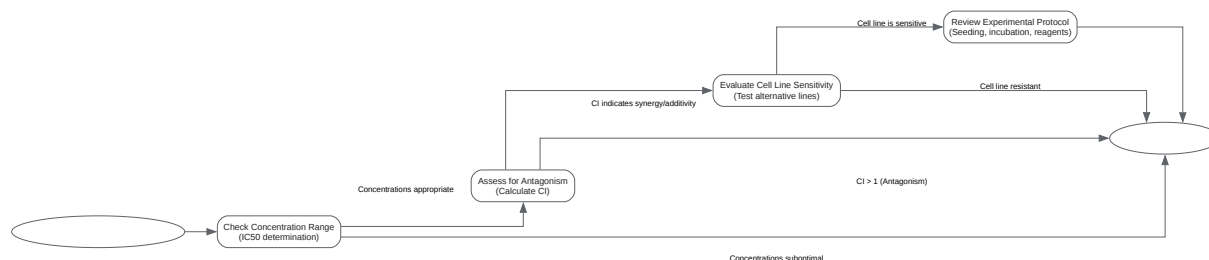 Cell line is sensitive
Review Experimental Protocol
(Seeding, incubation, reagents)
Evaluate Cell Line Sensitivity
(Test alternative lines)
Cell line resistant
CI indicates synergy/additivity
Assess for Antagonism
(Calculate CI)
Concentrations appropriate
CI > 1 (Antagonism)
Check Concentration Range
(IC50 determination)
Concentrations suboptimal